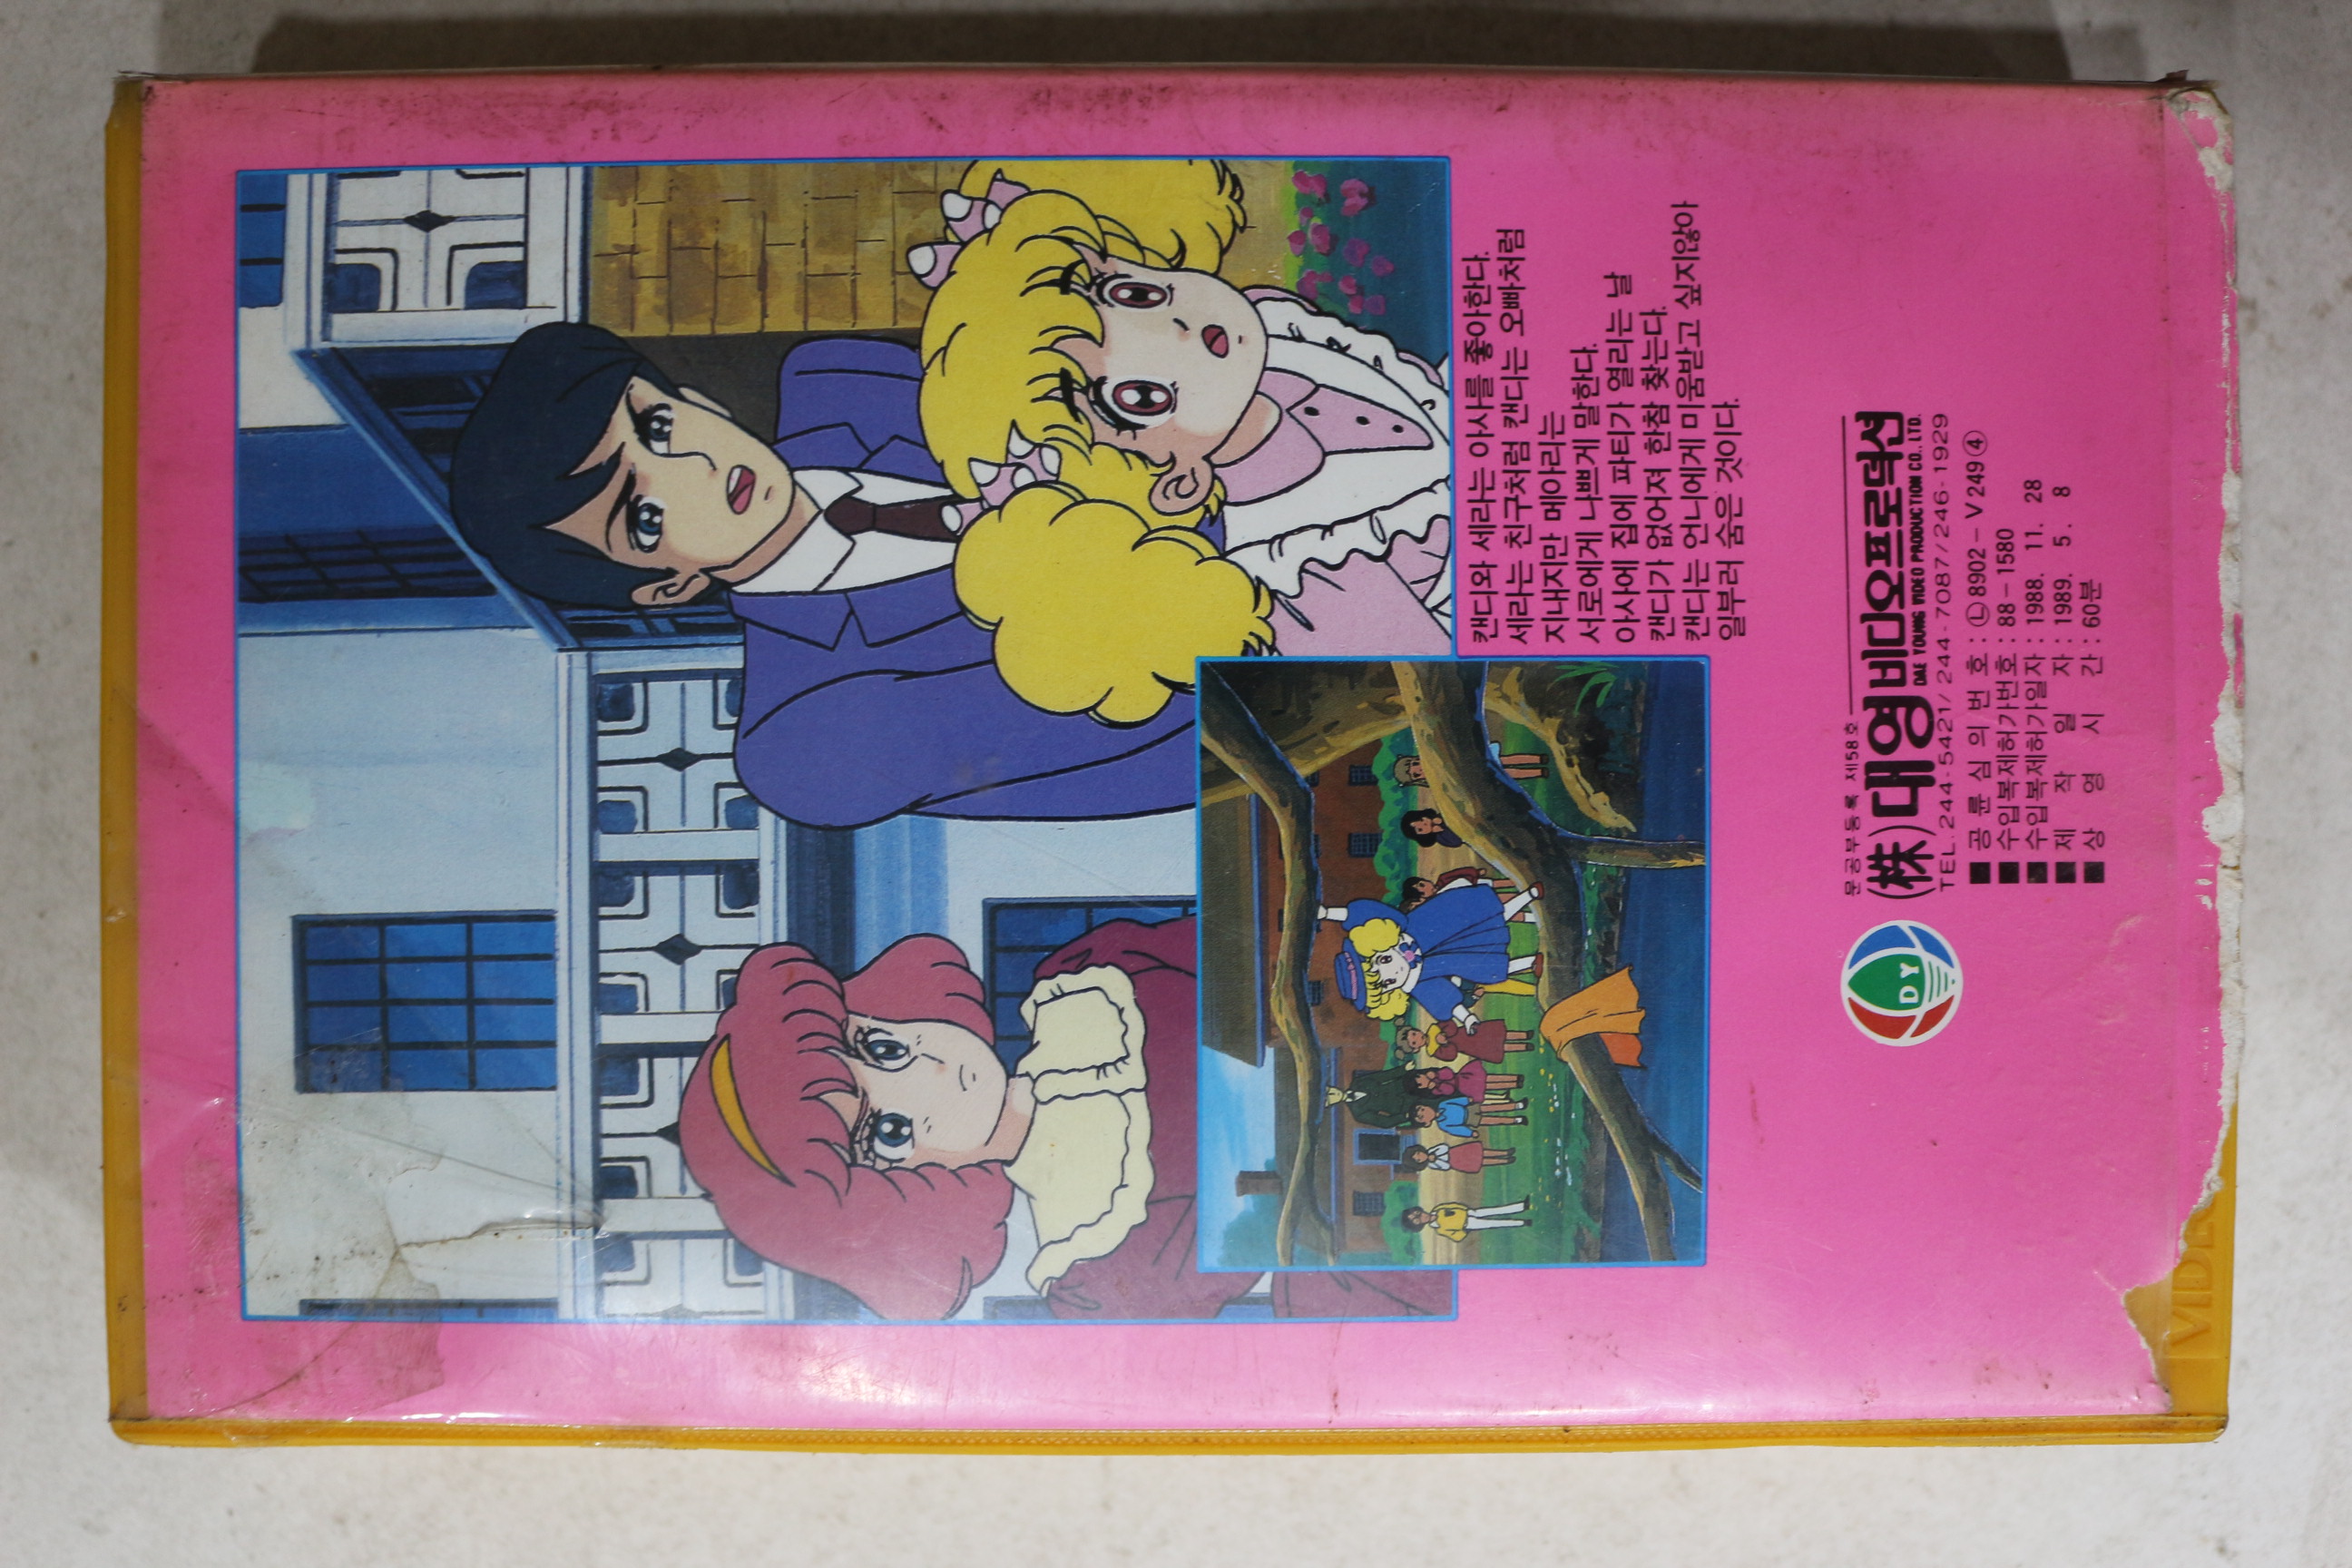 캔디와 세라는 아사를 좋아한다.
세라는 친구처럼 캔디는 오빠처럼
지내지만 메아리는
서로에게 나쁘게 말한다.
아사에 집에 파티가 열리는 날
캔디가 없어져 한참 찾는다.
캔디는 언니에게 미움받고 싶지않아
일부러 숨은 것이다.
문공부등록 제58호
(株)대영비디오프로덕션
DAE YOUNG VIDEO PRODUCTION CO., LTD.
TEL. 244-5421/244-7087/246-1929
■ 공륜심의번호 : Ⓛ 8902-V249④
■ 수입복제허가번호 : 88-1580
■ 수입복제허가일자 : 1988. 11. 28
■ 제작일자 : 1989. 5. 8
■ 상영시간 : 60분
DY
VIDE